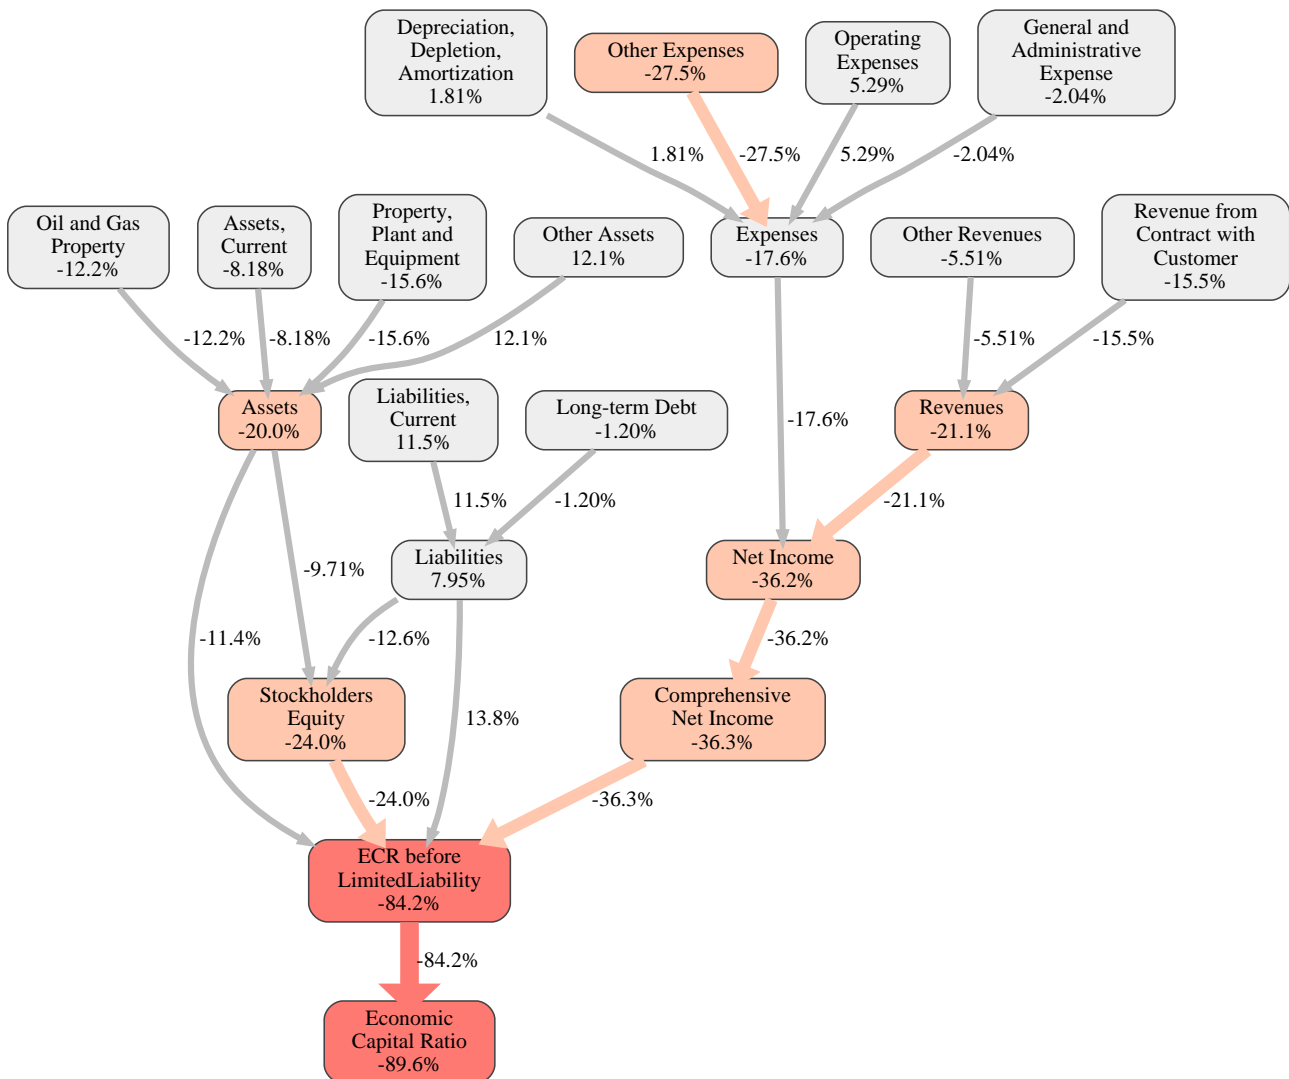 Depreciation,
Depletion,
Amortization
1.81%
Other Expenses
-27.5%
Operating
Expenses
5.29%
General and
Administrative
Expense
-2.04%
1.81%
-27.5%
5.29%
-2.04%
Oil and Gas
Property
-12.2%
Assets,
Current
-8.18%
Property,
Plant and
Equipment
-15.6%
Other Assets
12.1%
Expenses
-17.6%
Other Revenues
-5.51%
Revenue from
Contract with
Customer
-15.5%
-12.2%
-8.18%
-15.6%
12.1%
-5.51%
-15.5%
Assets
-20.0%
Liabilities,
Current
11.5%
Long-term Debt
-1.20%
-17.6%
Revenues
-21.1%
11.5%
-1.20%
-21.1%
-9.71%
Liabilities
7.95%
Net Income
-36.2%
-11.4%
-12.6%
-36.2%
Stockholders
Equity
-24.0%
13.8%
Comprehensive
Net Income
-36.3%
-24.0%
-36.3%
ECR before
LimitedLiability
-84.2%
-84.2%
Economic
Capital Ratio
-89.6%